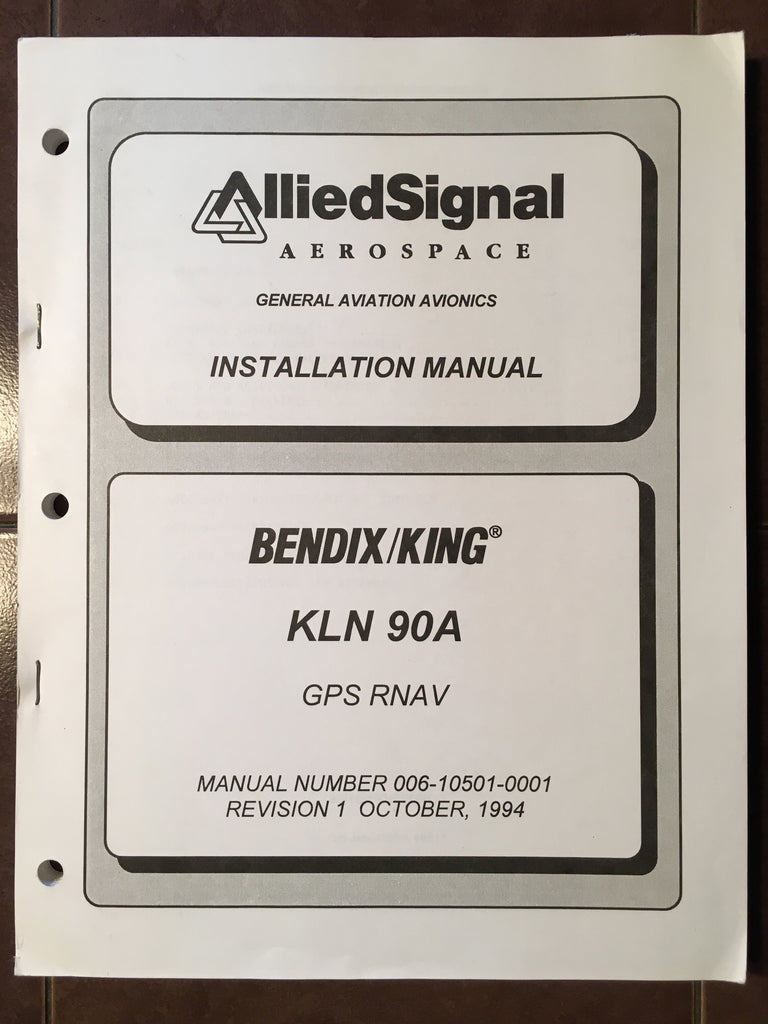 AlliedSignal
AEROSPACE
GENERAL AVIATION AVIONICS
INSTALLATION MANUAL
BENDIX/KING®
KLN 90A
GPS RNAV
MANUAL NUMBER 006-10501-0001
REVISION 1 OCTOBER, 1994